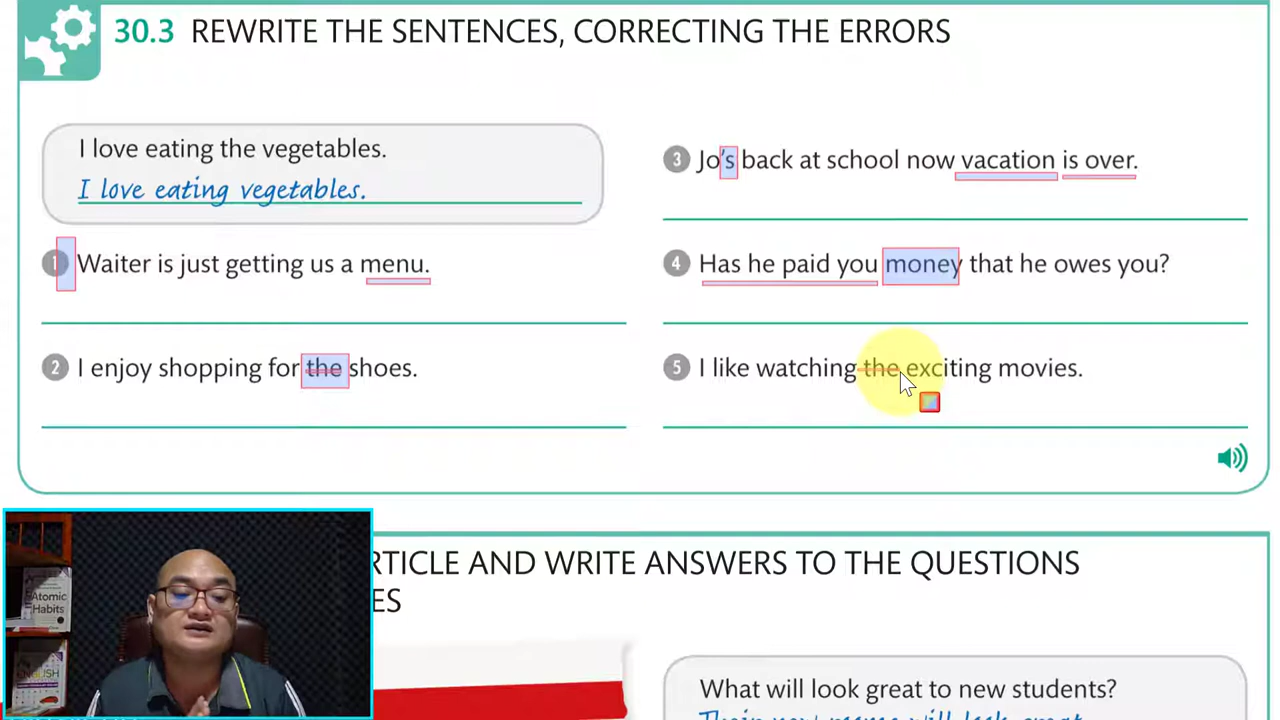 30.3 REWRITE THE SENTENCES, CORRECTING THE ERRORS
I love eating the vegetables.
I love eating vegetables.
1 Waiter is just getting us a menu.
2 I enjoy shopping for the shoes.
3 Jo's back at school now vacation is over.
4 Has he paid you money that he owes you?
5 I like watching the exciting movies.
RTICLE AND WRITE ANSWERS TO THE QUESTIONS
ES
What will look great to new students?
Atomic
Habits
ENGLISH